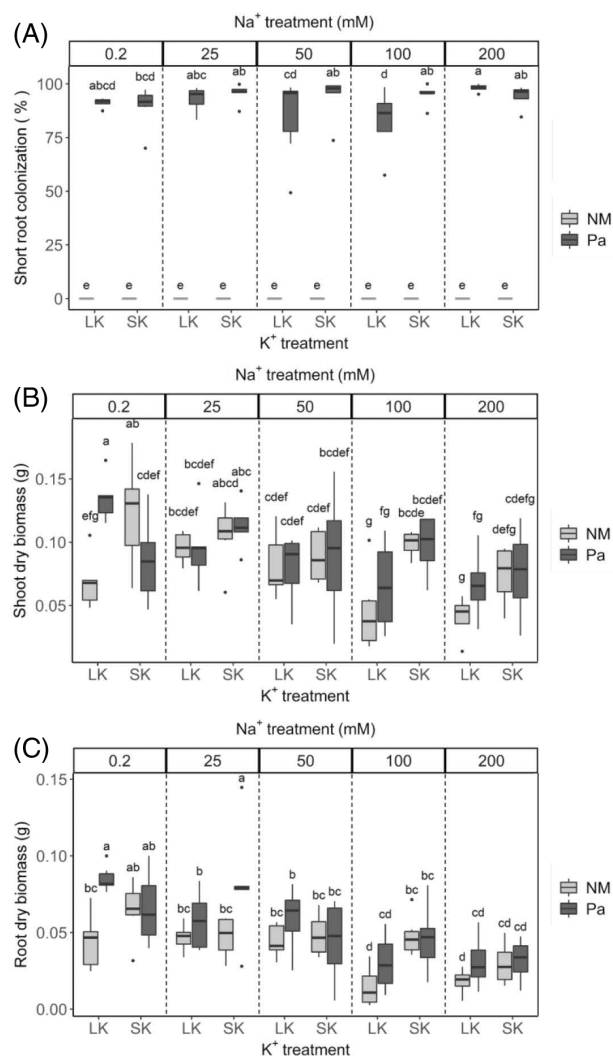 (A)
Na+ treatment (mM)
0.2 25 50 100 200
abcd bcd abc ab cd ab d ab a ab
100
75
50
25
0
Short root colonization ( % )
e e e e e e e e e e
LK SK LK SK LK SK LK SK LK SK
K+ treatment
NM
Pa
(B)
Na+ treatment (mM)
0.2 25 50 100 200
efg a ab cdef bcdef bcdef abcd abc cdef cdef cdef bcdef g fg bcde bcdef g fg defg cdefg
0.15
0.10
0.05
Shoot dry biomass (g)
LK SK LK SK LK SK LK SK LK SK
K+ treatment
NM
Pa
(C)
Na+ treatment (mM)
0.2 25 50 100 200
bc a ab ab bc b bc a bc b bc bc d cd bc bc d cd cd cd
0.15
0.10
0.05
0.00
Root dry biomass (g)
LK SK LK SK LK SK LK SK LK SK
K+ treatment
NM
Pa